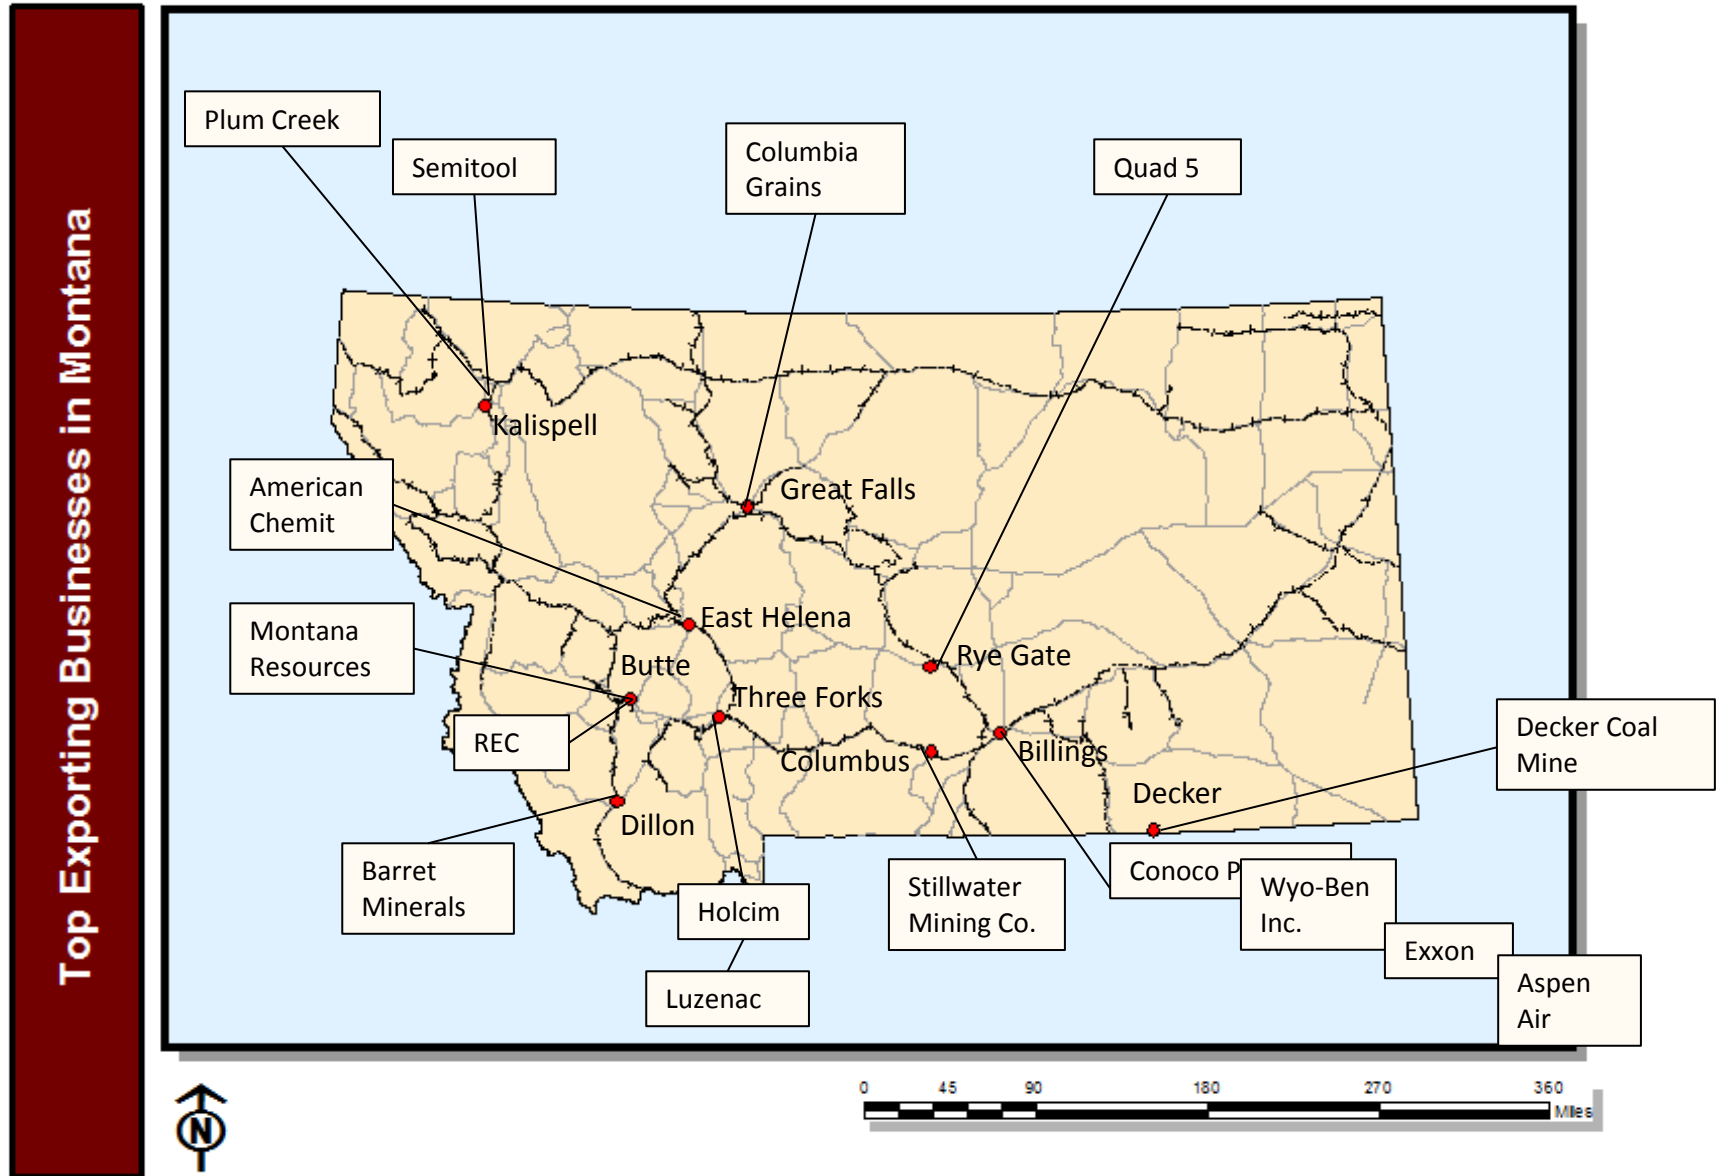 Top Exporting Businesses in Montana
Plum Creek
Semitool
Columbia
Grains
Quad 5
Kalispell
American
Chemit
Great Falls
East Helena
Montana
Resources
Butte
Rye Gate
Three Forks
REC
Columbus
Billings
Decker Coal
Mine
Decker
Dillon
Barret
Minerals
Holcim
Stillwater
Mining Co.
Conoco P
Wyo-Ben
Inc.
Exxon
Luzenac
Aspen
Air
N
0 45 90 180 270 360
Miles